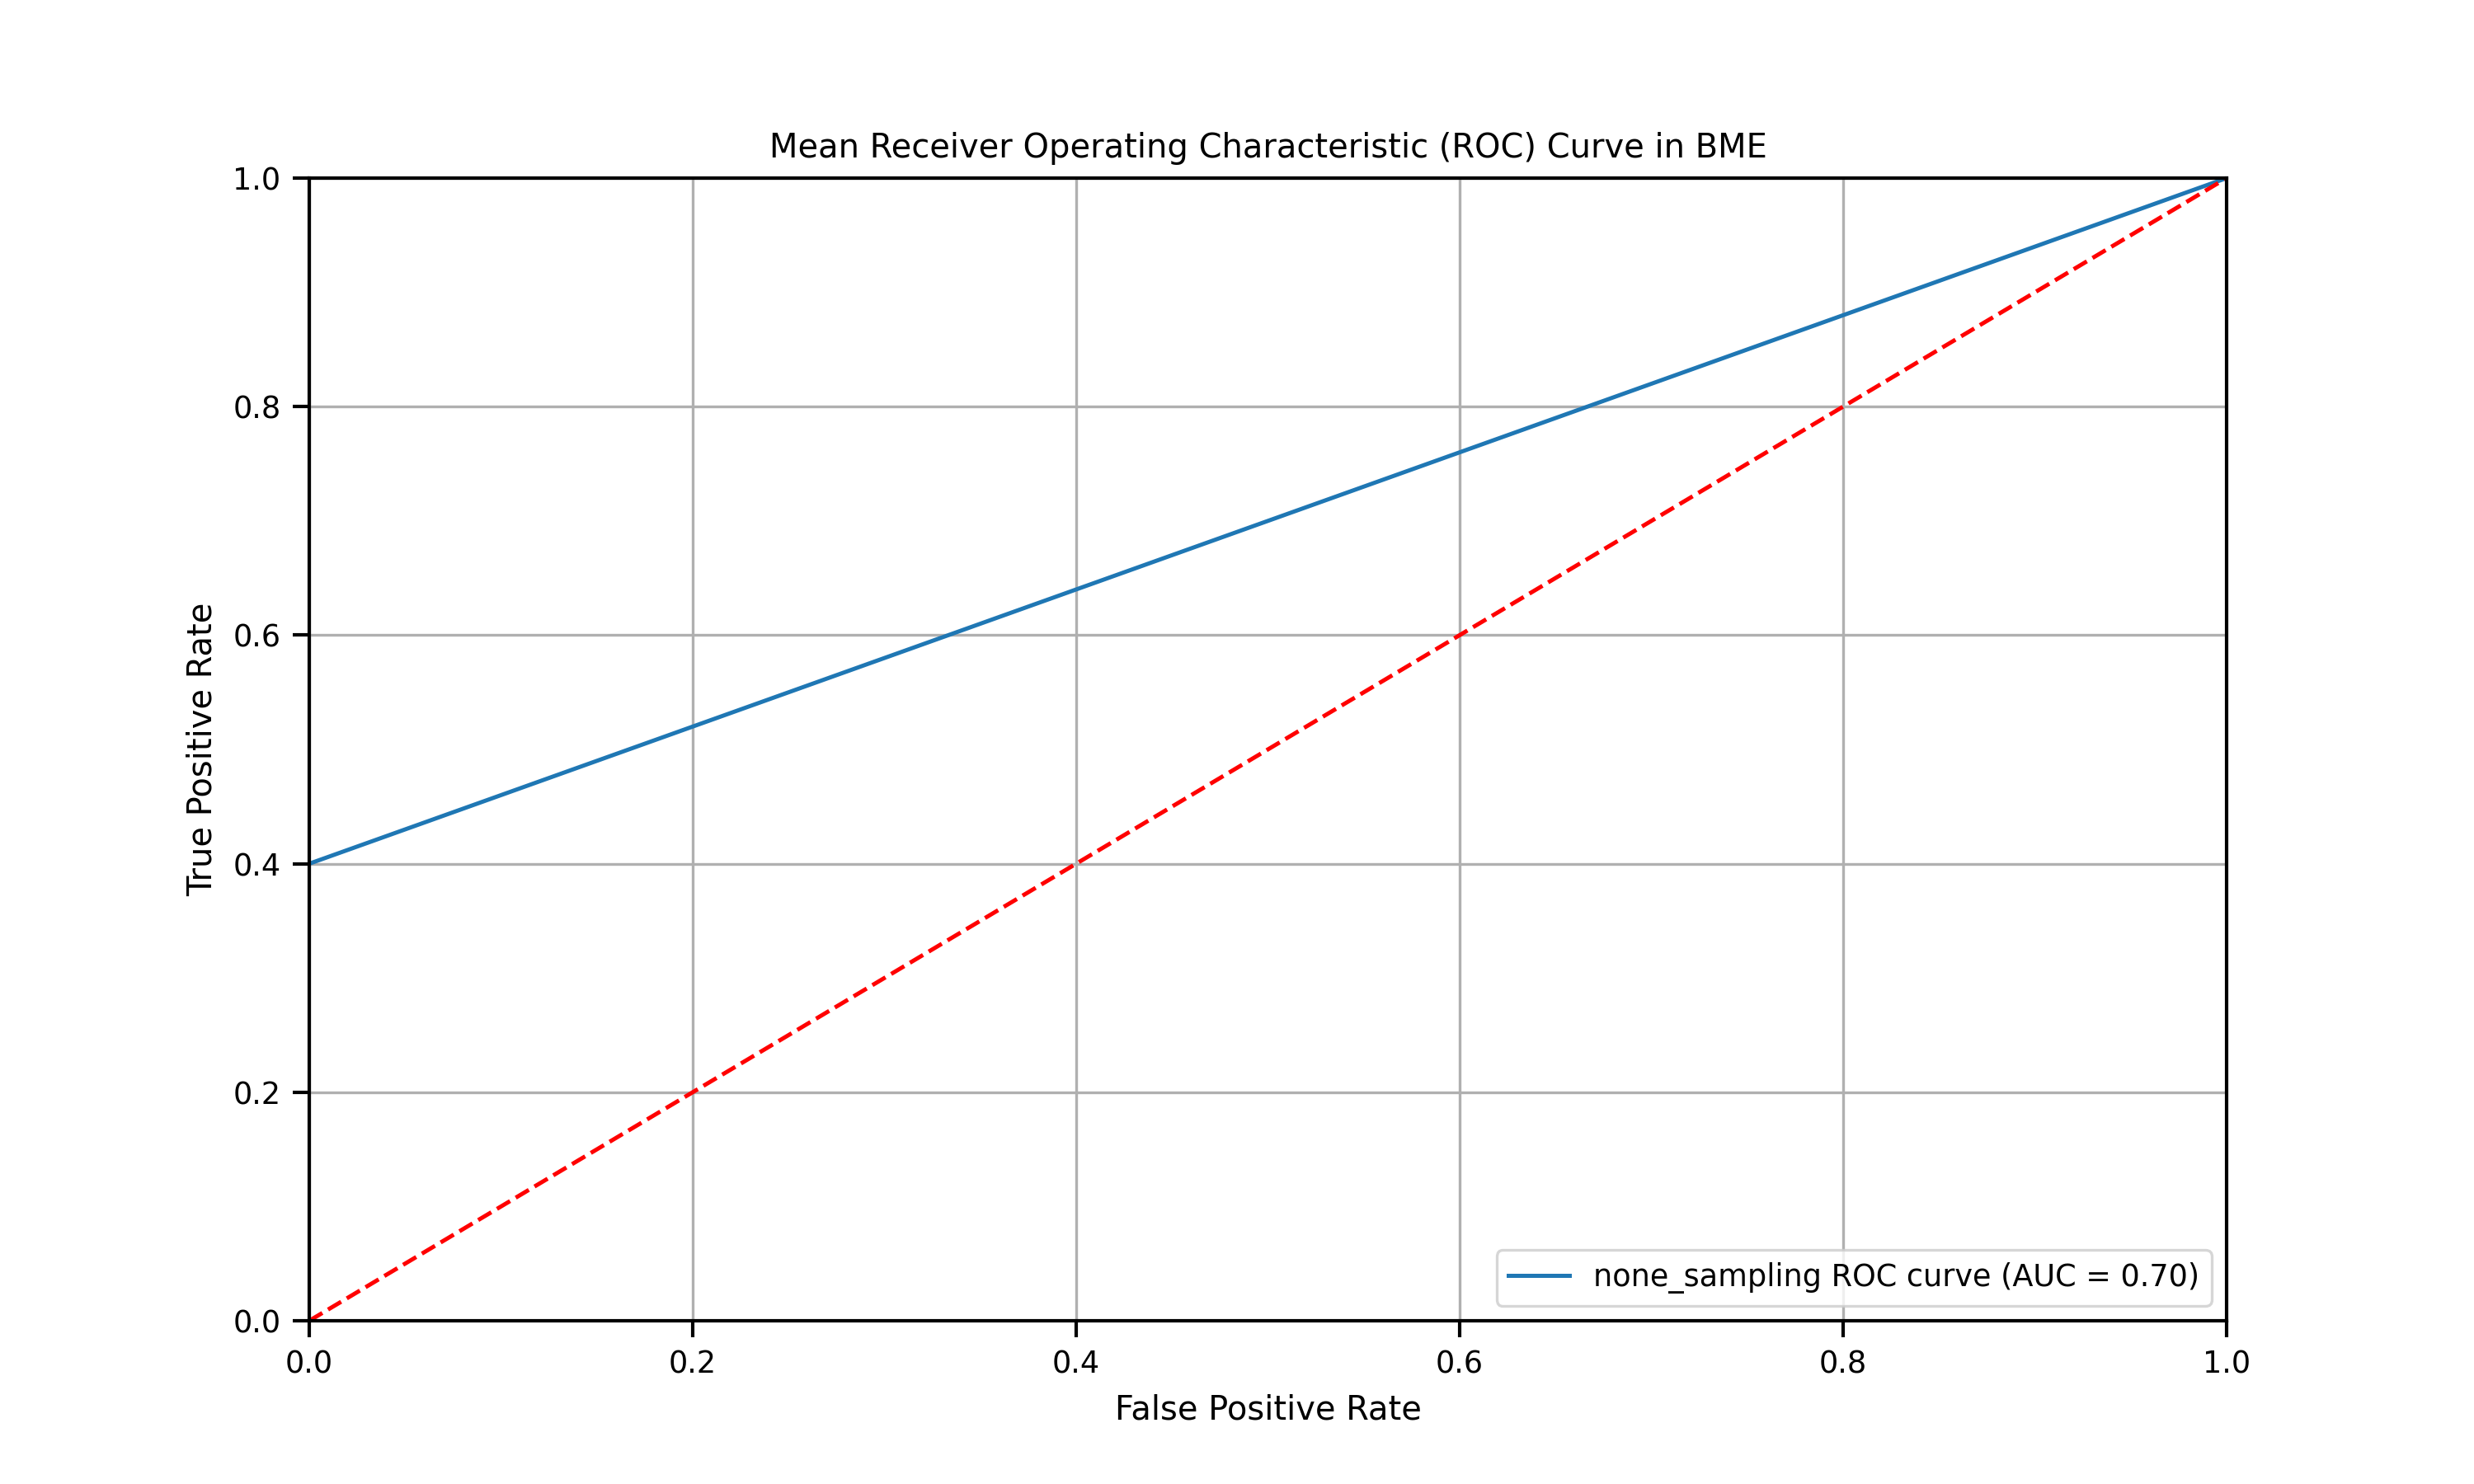 Mean Receiver Operating Characteristic (ROC) Curve in BME
1.0
0.8
0.6
0.4
0.2
0.0
True Positive Rate
none_sampling ROC curve (AUC = 0.70)
0.0 0.2 0.4 0.6 0.8 1.0
False Positive Rate